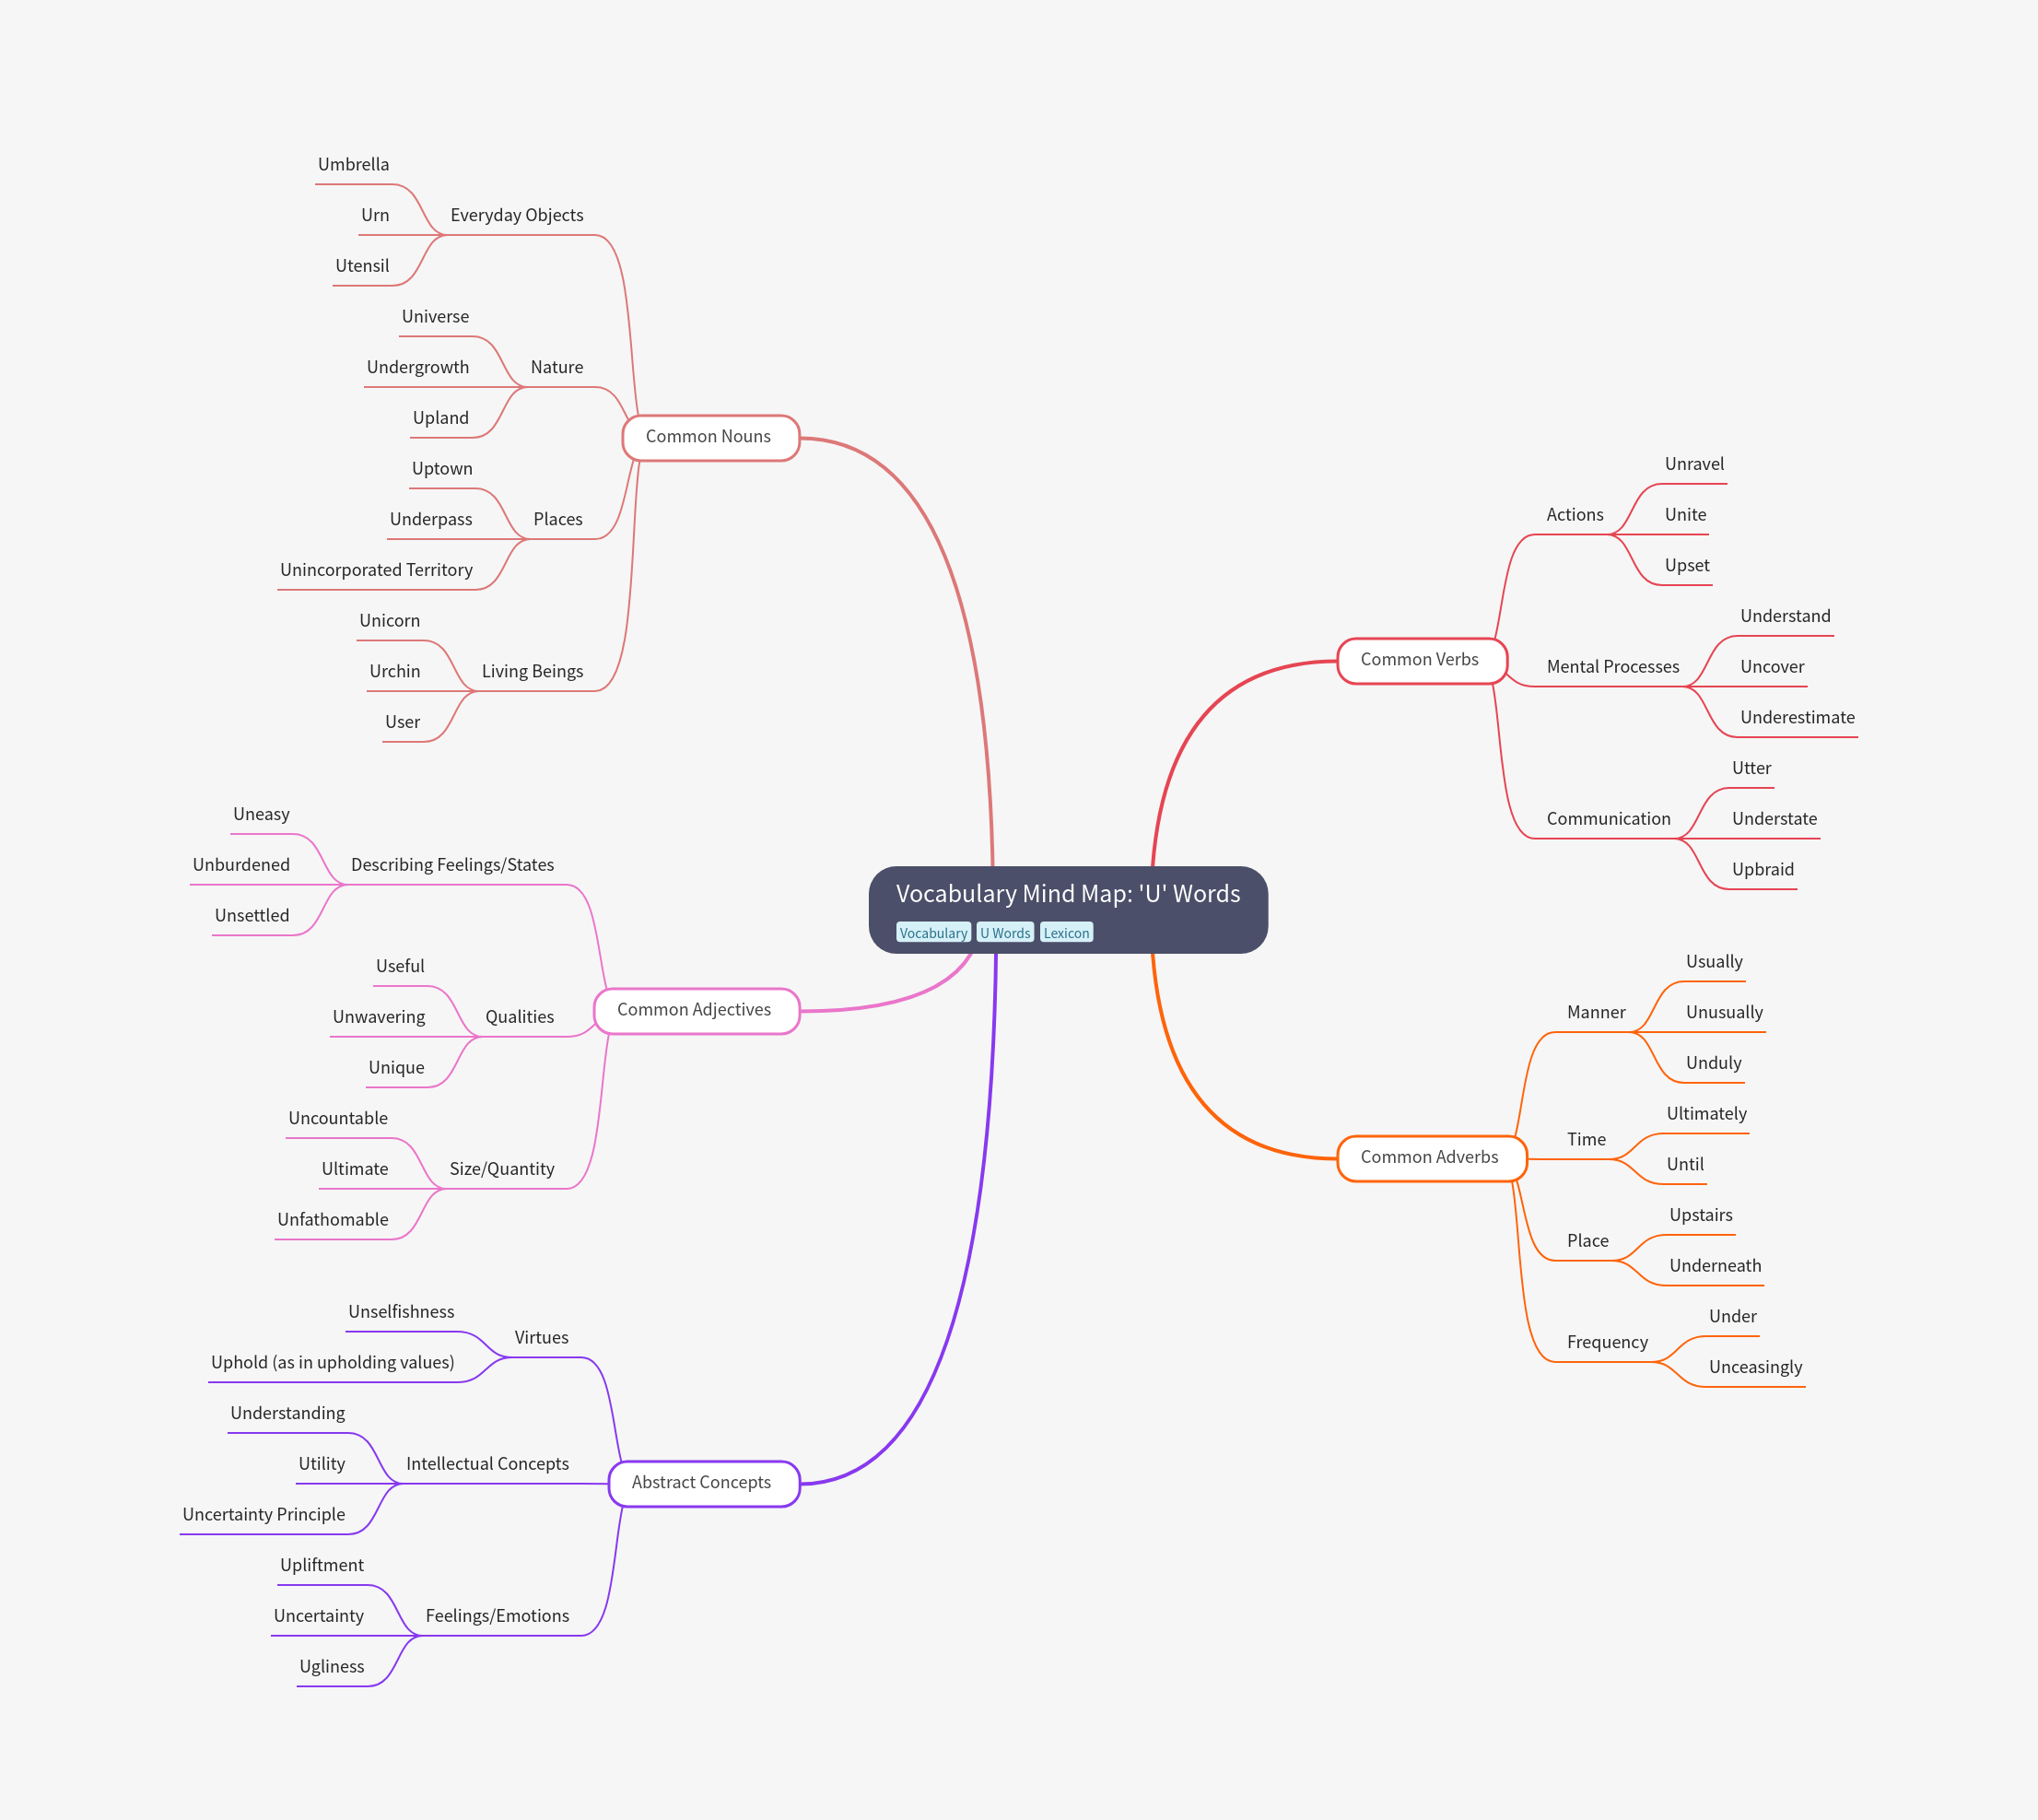 Vocabulary Mind Map: 'U' Words
Vocabulary U Words Lexicon
Common Nouns
Everyday Objects
Umbrella
Urn
Utensil
Nature
Universe
Undergrowth
Upland
Places
Uptown
Underpass
Unincorporated Territory
Living Beings
Unicorn
Urchin
User
Common Adjectives
Describing Feelings/States
Uneasy
Unburdened
Unsettled
Qualities
Useful
Unwavering
Unique
Size/Quantity
Uncountable
Ultimate
Unfathomable
Abstract Concepts
Virtues
Unselfishness
Uphold (as in upholding values)
Intellectual Concepts
Understanding
Utility
Uncertainty Principle
Feelings/Emotions
Upliftment
Uncertainty
Ugliness
Common Verbs
Actions
Unravel
Unite
Upset
Mental Processes
Understand
Uncover
Underestimate
Communication
Utter
Understate
Upbraid
Common Adverbs
Manner
Usually
Unusually
Unduly
Time
Ultimately
Until
Place
Upstairs
Underneath
Frequency
Under
Unceasingly